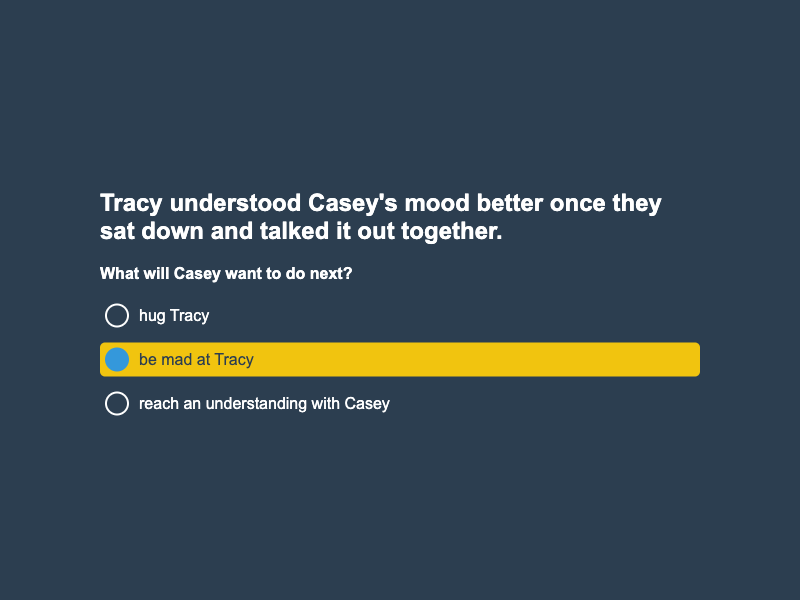 Tracy understood Casey's mood better once they
sat down and talked it out together.
What will Casey want to do next?
hug Tracy
be mad at Tracy
reach an understanding with Casey